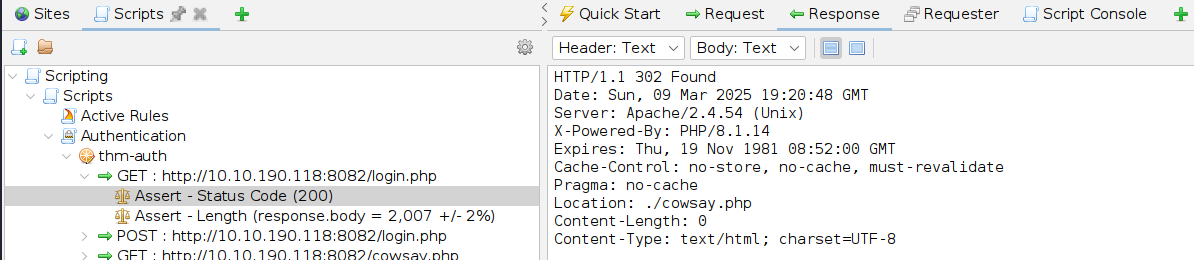 Sites Scripts
Quick Start Request Response Requester Script Console
Header: Text Body: Text
Scripting
Scripts
Active Rules
Authentication
thm-auth
GET : http://10.10.190.118:8082/login.php
Assert - Status Code (200)
Assert - Length (response.body = 2,007 +/- 2%)
POST : http://10.10.190.118:8082/login.php
GET : http://10.10.190.118:8082/cowsay.php
HTTP/1.1 302 Found
Date: Sun, 09 Mar 2025 19:20:48 GMT
Server: Apache/2.4.54 (Unix)
X-Powered-By: PHP/8.1.14
Expires: Thu, 19 Nov 1981 08:52:00 GMT
Cache-Control: no-store, no-cache, must-revalidate
Pragma: no-cache
Location: ./cowsay.php
Content-Length: 0
Content-Type: text/html; charset=UTF-8